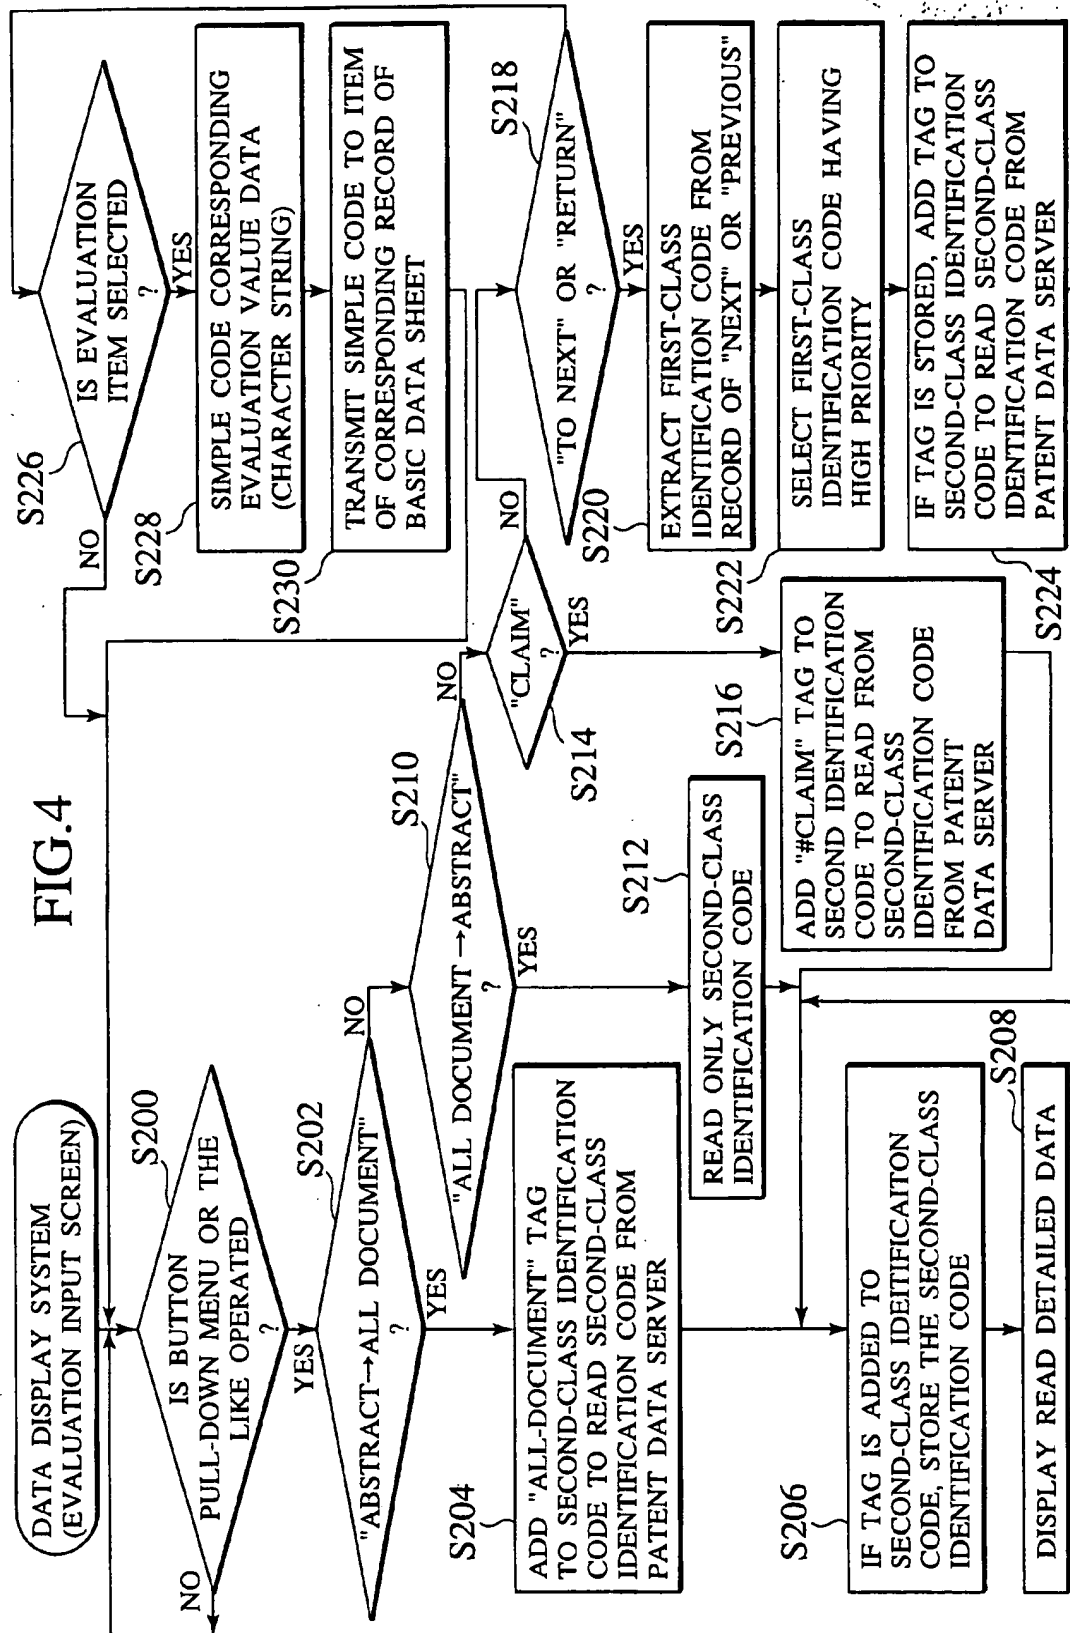 FIG.4
DATA DISPLAY SYSTEM
(EVALUATION INPUT SCREEN)
S200
IS BUTTON
PULL-DOWN MENU OR THE
LIKE OPERATED
?
NO
YES
S202
"ABSTRACT→ALL DOCUMENT"
?
NO
YES
S204
ADD "ALL-DOCUMENT" TAG
TO SECOND-CLASS IDENTIFICATION
CODE TO READ SECOND-CLASS
IDENTIFICATION CODE FROM
PATENT DATA SERVER
S206
IF TAG IS ADDED TO
SECOND-CLASS IDEITIFICAITON
CODE, STORE THE SECOND-CLASS
IDENTIFICATION CODE
S208
DISPLAY READ DETAILED DATA
S210
"ALL DOCUMENT→ABSTRACT"
?
NO
YES
S212
READ ONLY SECOND-CLASS
IDENTIFICATION CODE
S214
"CLAIM"
?
NO
YES
S216
ADD "#CLAIM" TAG TO
SECOND IDENTIFICATION
CODE TO READ FROM
SECOND-CLASS
IDENTIFICATION CODE
FROM PATENT
DATA SERVER
S218
"TO NEXT" OR "RETURN"
?
YES
S220
EXTRACT FIRST-CLASS
IDENTIFICATION CODE FROM
RECORD OF "NEXT" OR "PREVIOUS"
S222
SELECT FIRST-CLASS
IDENTIFICATION CODE HAVING
HIGH PRIORITY
S224
IF TAG IS STORED, ADD TAG TO
SECOND-CLASS IDENTIFICATION
CODE TO READ SECOND-CLASS
IDENTIFICATION CODE FROM
PATENT DATA SERVER
S226
IS EVALUATION
ITEM SELECTED
?
NO
YES
S228
SIMPLE CODE CORRESPONDING
EVALUATION VALUE DATA
(CHARACTER STRING)
S230
TRANSMIT SIMPLE CODE TO ITEM
OF CORRESPONDING RECORD OF
BASIC DATA SHEET